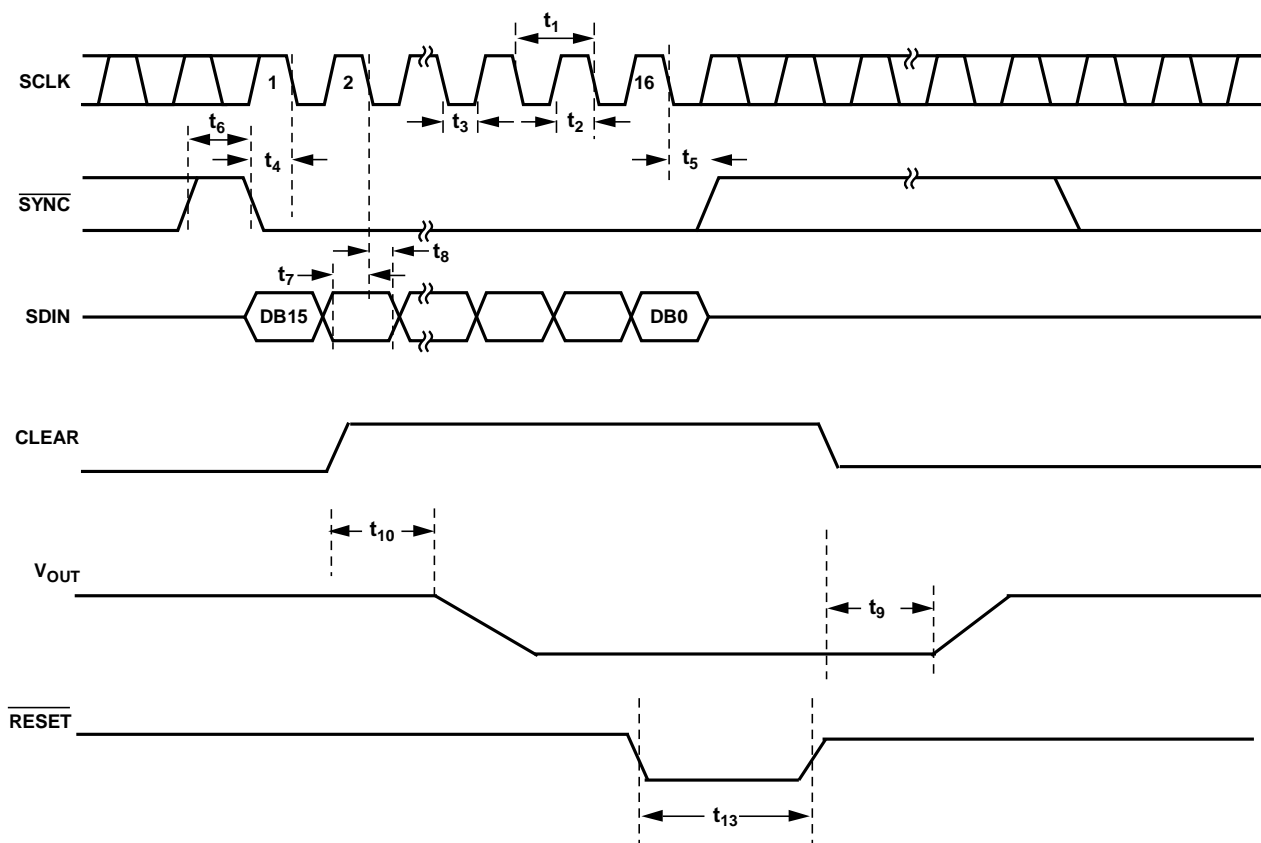 t1
SCLK
1
2
16
t3
t2
t6
t4
t5
SYNC
t8
t7
SDIN
DB15
DB0
CLEAR
t10
VOUT
t9
RESET
t13